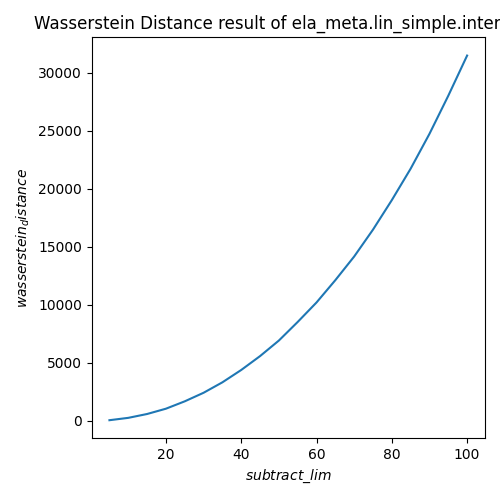 Wasserstein Distance result of ela_meta.lin_simple.inter
30000
25000
20000
15000
10000
5000
0
wasserstein_distance
20 40 60 80 100
subtract_lim